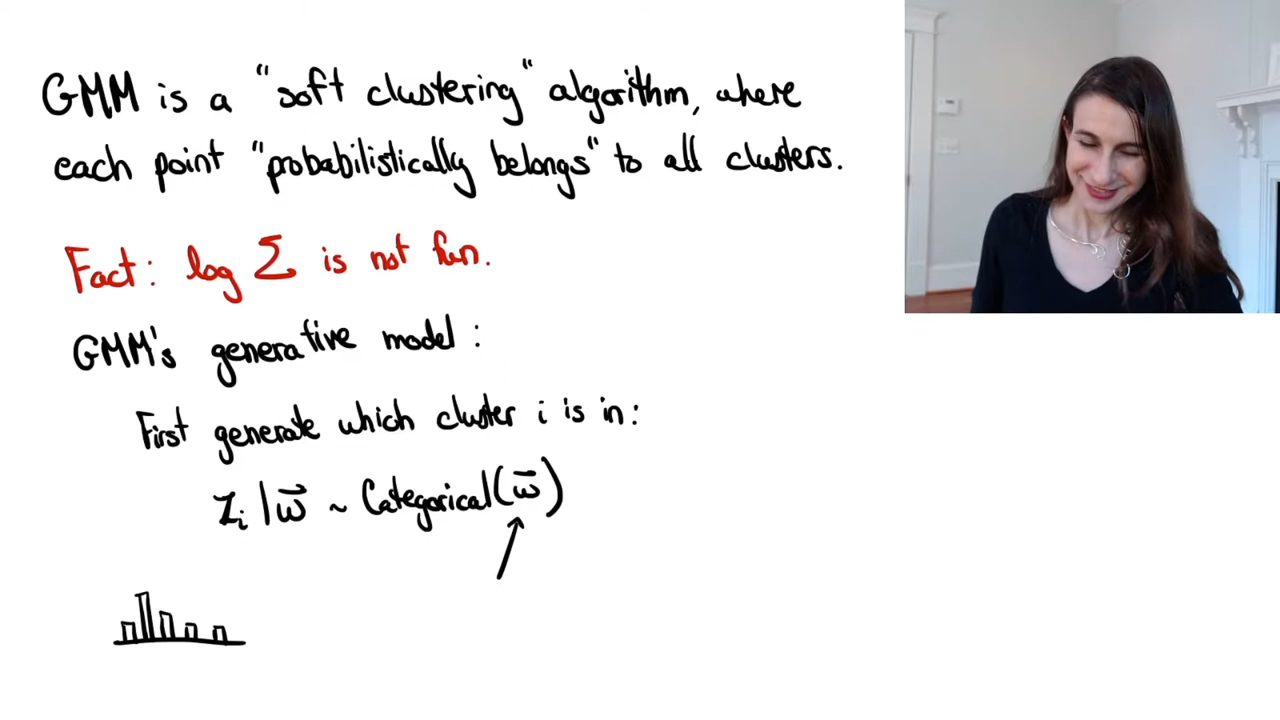 GMM is a "soft clustering" algorithm, where
each point "probabilistically belongs" to all clusters.
Fact: log Σ is not fun.
GMM's generative model:
First generate which cluster i is in:
Z_i | w⃗ ~ Categorical(w⃗)